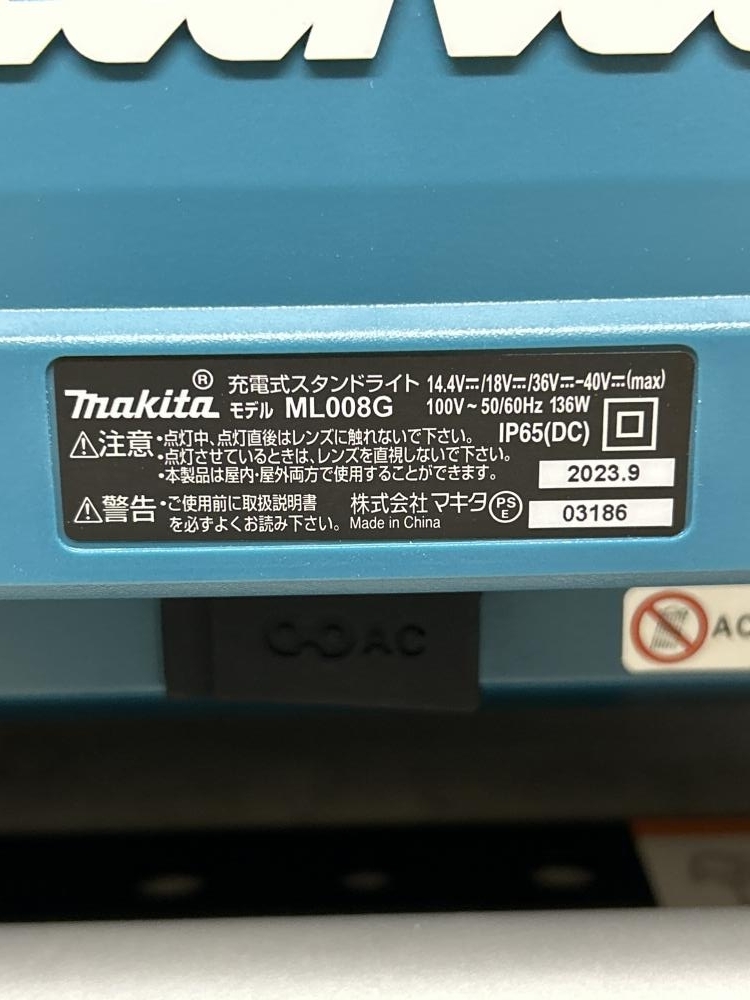 makita® 充電式スタンドライト 14.4V⎓/18V⎓/36V⎓-40V⎓(max)
モデル ML008G 100V~50/60Hz 136W
⚠注意 ・点灯中、点灯直後はレンズに触れないで下さい。 IP65(DC)
・点灯させているときは、レンズを直視しないで下さい。
・本製品は屋内・屋外両方で使用することができます。 2023.9
⚠警告 ・ご使用前に取扱説明書 株式会社マキタ PSE 03186
を必ずよくお読み下さい。 Made in China
AC
AC